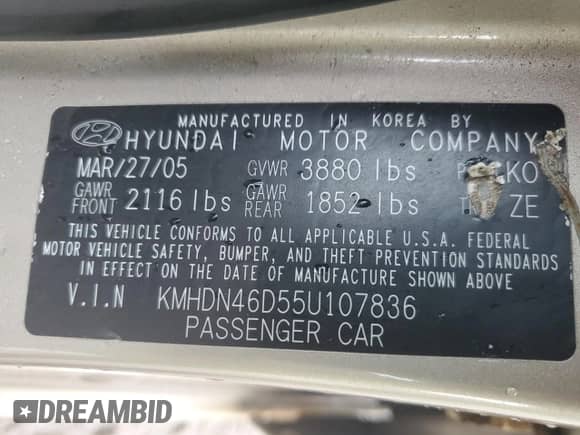 MANUFACTURED IN KOREA BY
HYUNDAI MOTOR COMPANY
MAR/27/05 GVWR 3880 lbs KO
GAWR FRONT 2116 lbs GAWR REAR 1852 lbs ZE
THIS VEHICLE CONFORMS TO ALL APPLICABLE U.S.A. FEDERAL
MOTOR VEHICLE SAFETY, BUMPER, AND THEFT PREVENTION STANDARDS
IN EFFECT ON THE DATE OF MANUFACTURE SHOWN ABOVE
V.I.N KMHDN46D55U107836
PASSENGER CAR
DREAMBID